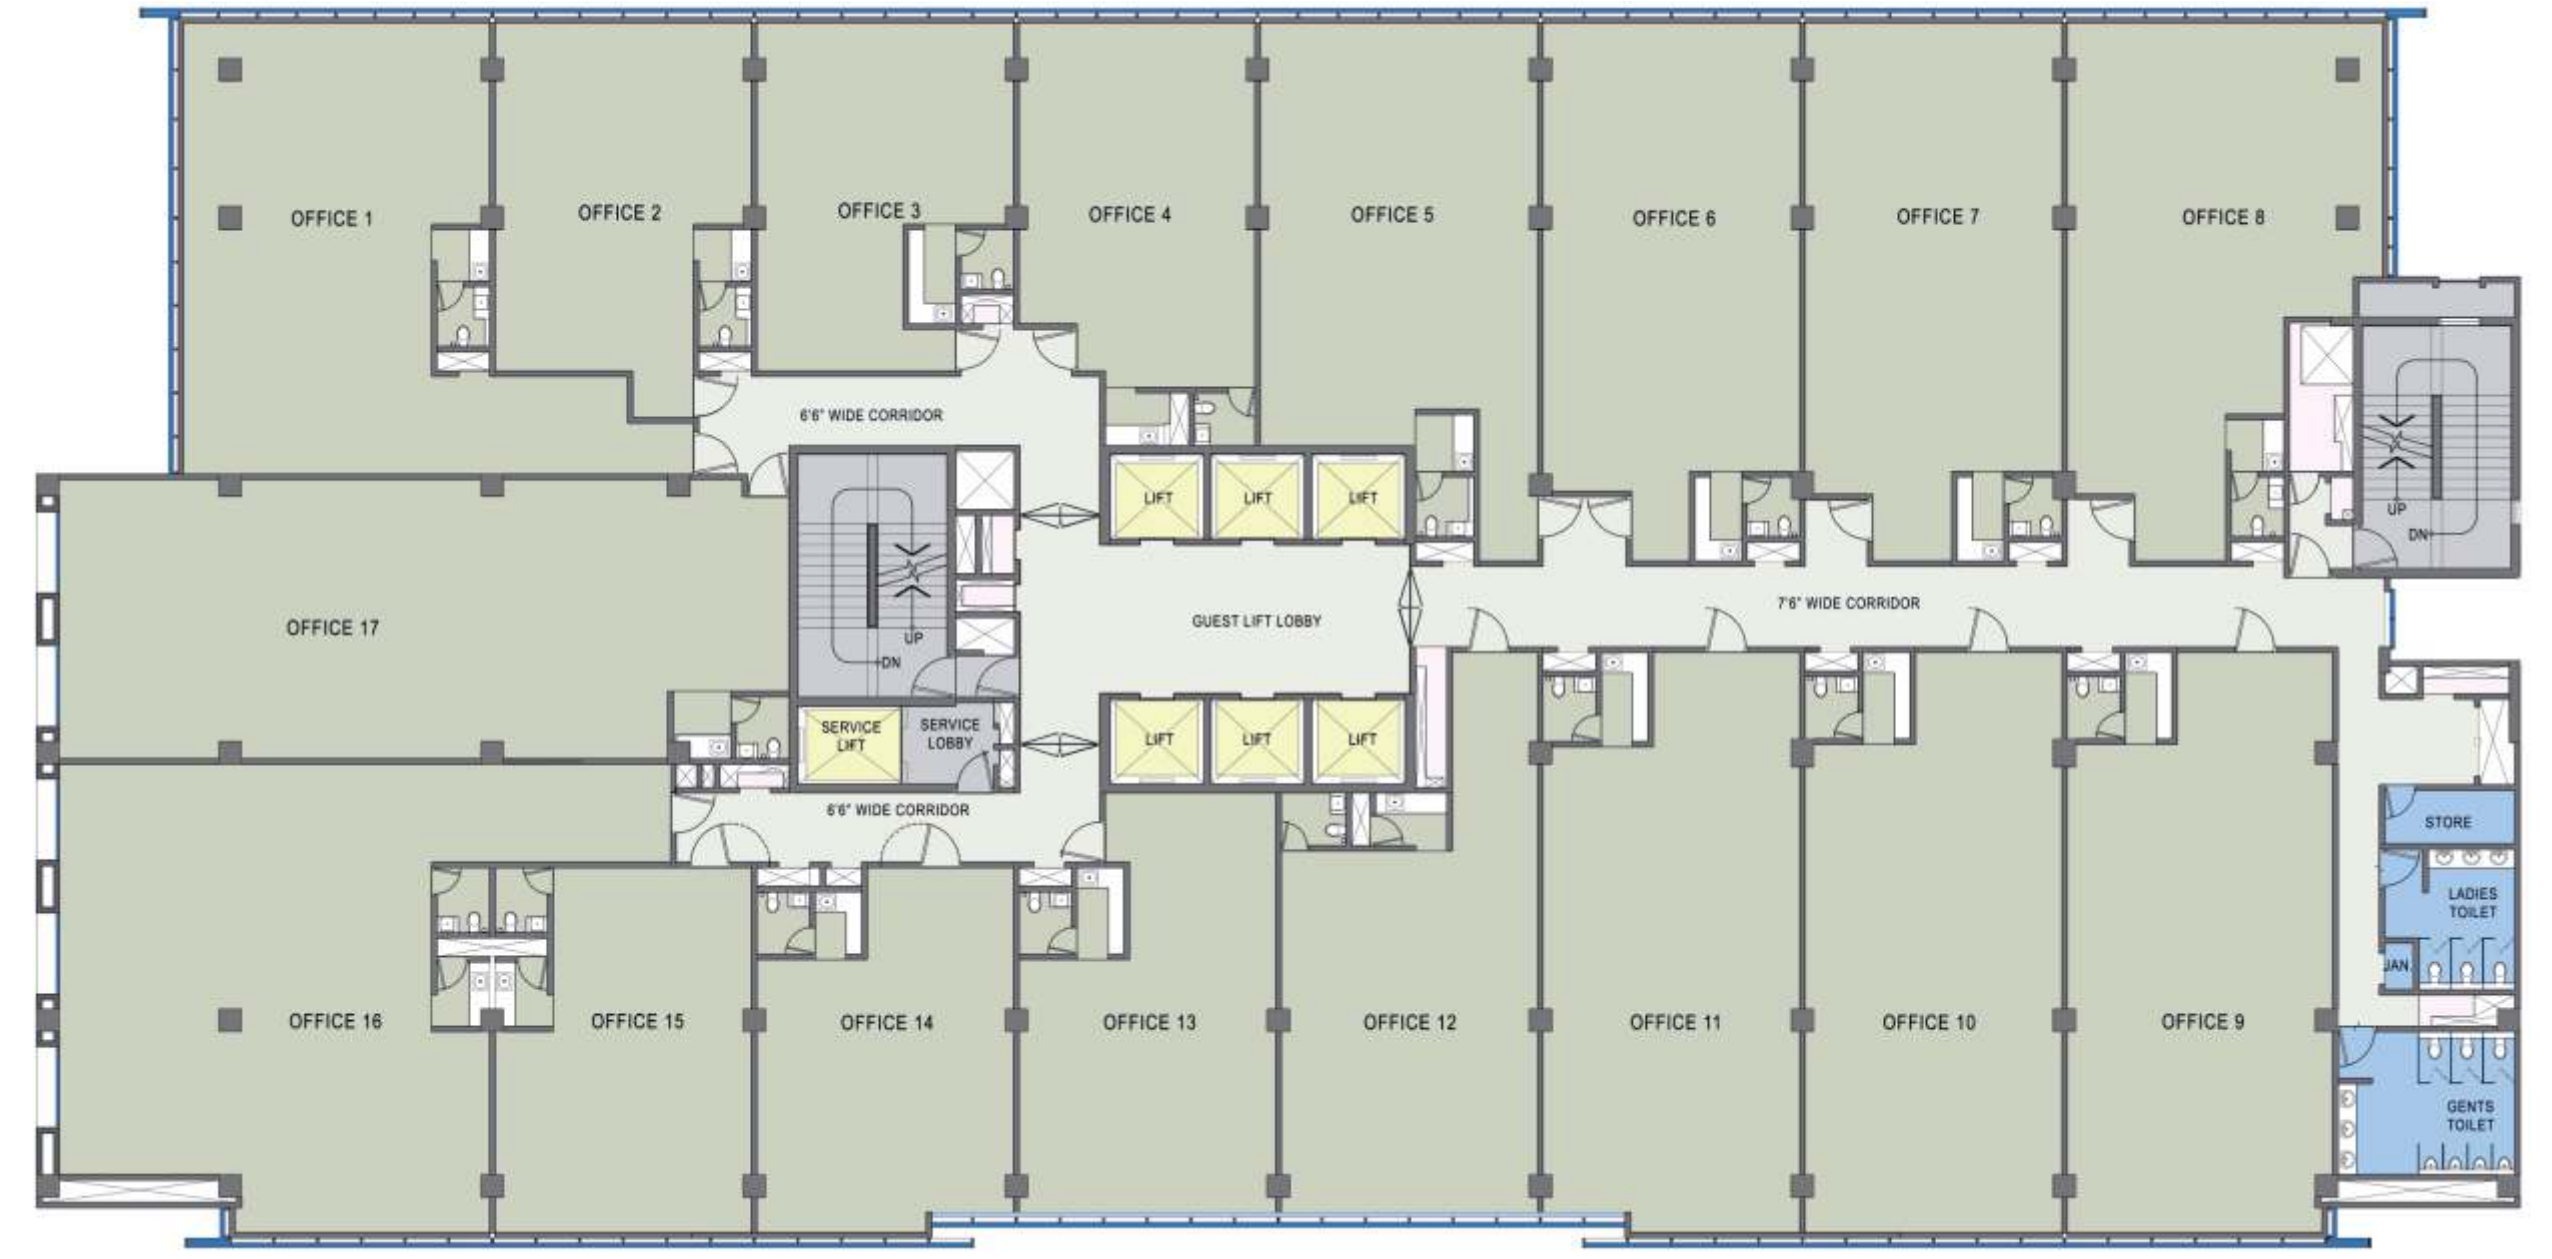 OFFICE 1
OFFICE 2
OFFICE 3
OFFICE 4
OFFICE 5
OFFICE 6
OFFICE 7
OFFICE 8
6'6" WIDE CORRIDOR
LIFT
LIFT
LIFT
UP
DN
OFFICE 17
UP
DN
GUEST LIFT LOBBY
7'6" WIDE CORRIDOR
SERVICE
LIFT
SERVICE
LOBBY
LIFT
LIFT
LIFT
6'6" WIDE CORRIDOR
STORE
LADIES
TOILET
JAN.
OFFICE 16
OFFICE 15
OFFICE 14
OFFICE 13
OFFICE 12
OFFICE 11
OFFICE 10
OFFICE 9
GENTS
TOILET